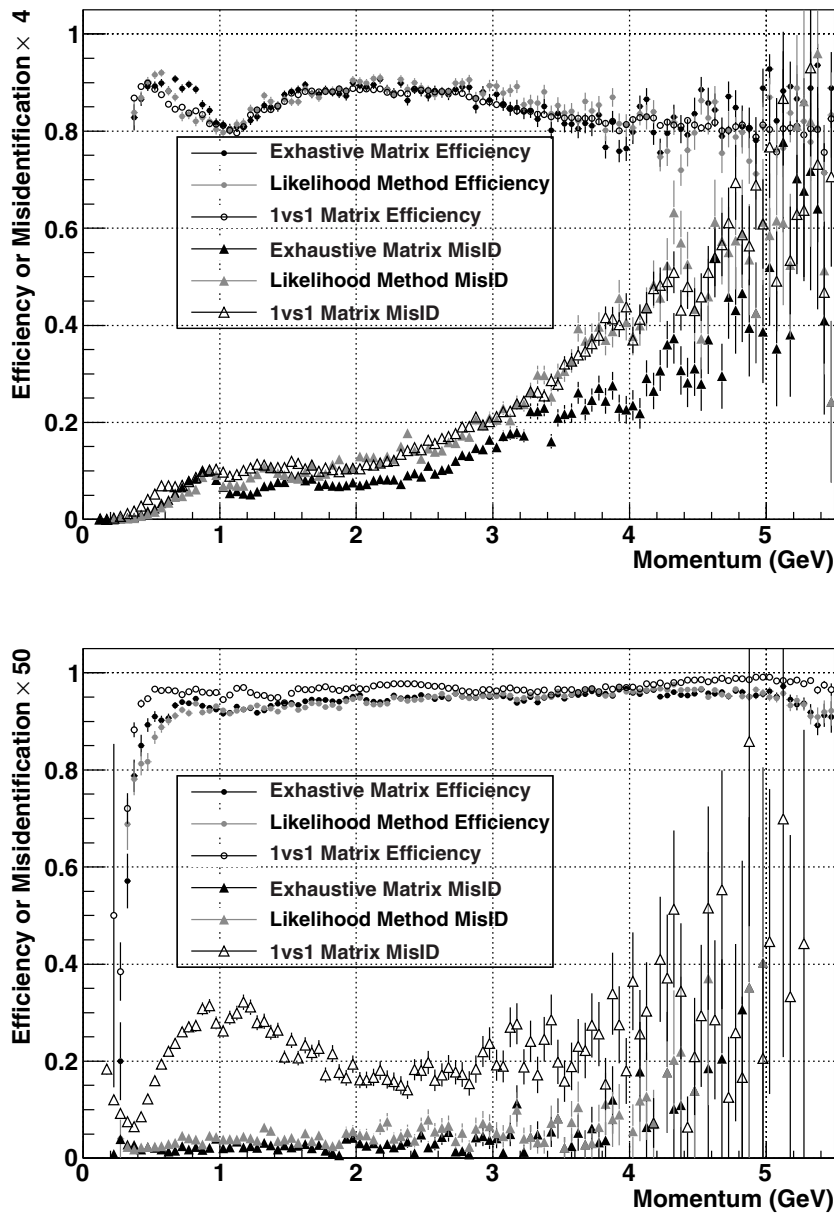 Efficiency or Misidentification × 4
1
0.8
0.6
0.4
0.2
0
Exhastive Matrix Efficiency
Likelihood Method Efficiency
1vs1 Matrix Efficiency
Exhaustive Matrix MisID
Likelihood Method MisID
1vs1 Matrix MisID
0 1 2 3 4 5
Momentum (GeV)
Efficiency or Misidentification × 50
1
0.8
0.6
0.4
0.2
0
Exhastive Matrix Efficiency
Likelihood Method Efficiency
1vs1 Matrix Efficiency
Exhaustive Matrix MisID
Likelihood Method MisID
1vs1 Matrix MisID
0 1 2 3 4 5
Momentum (GeV)